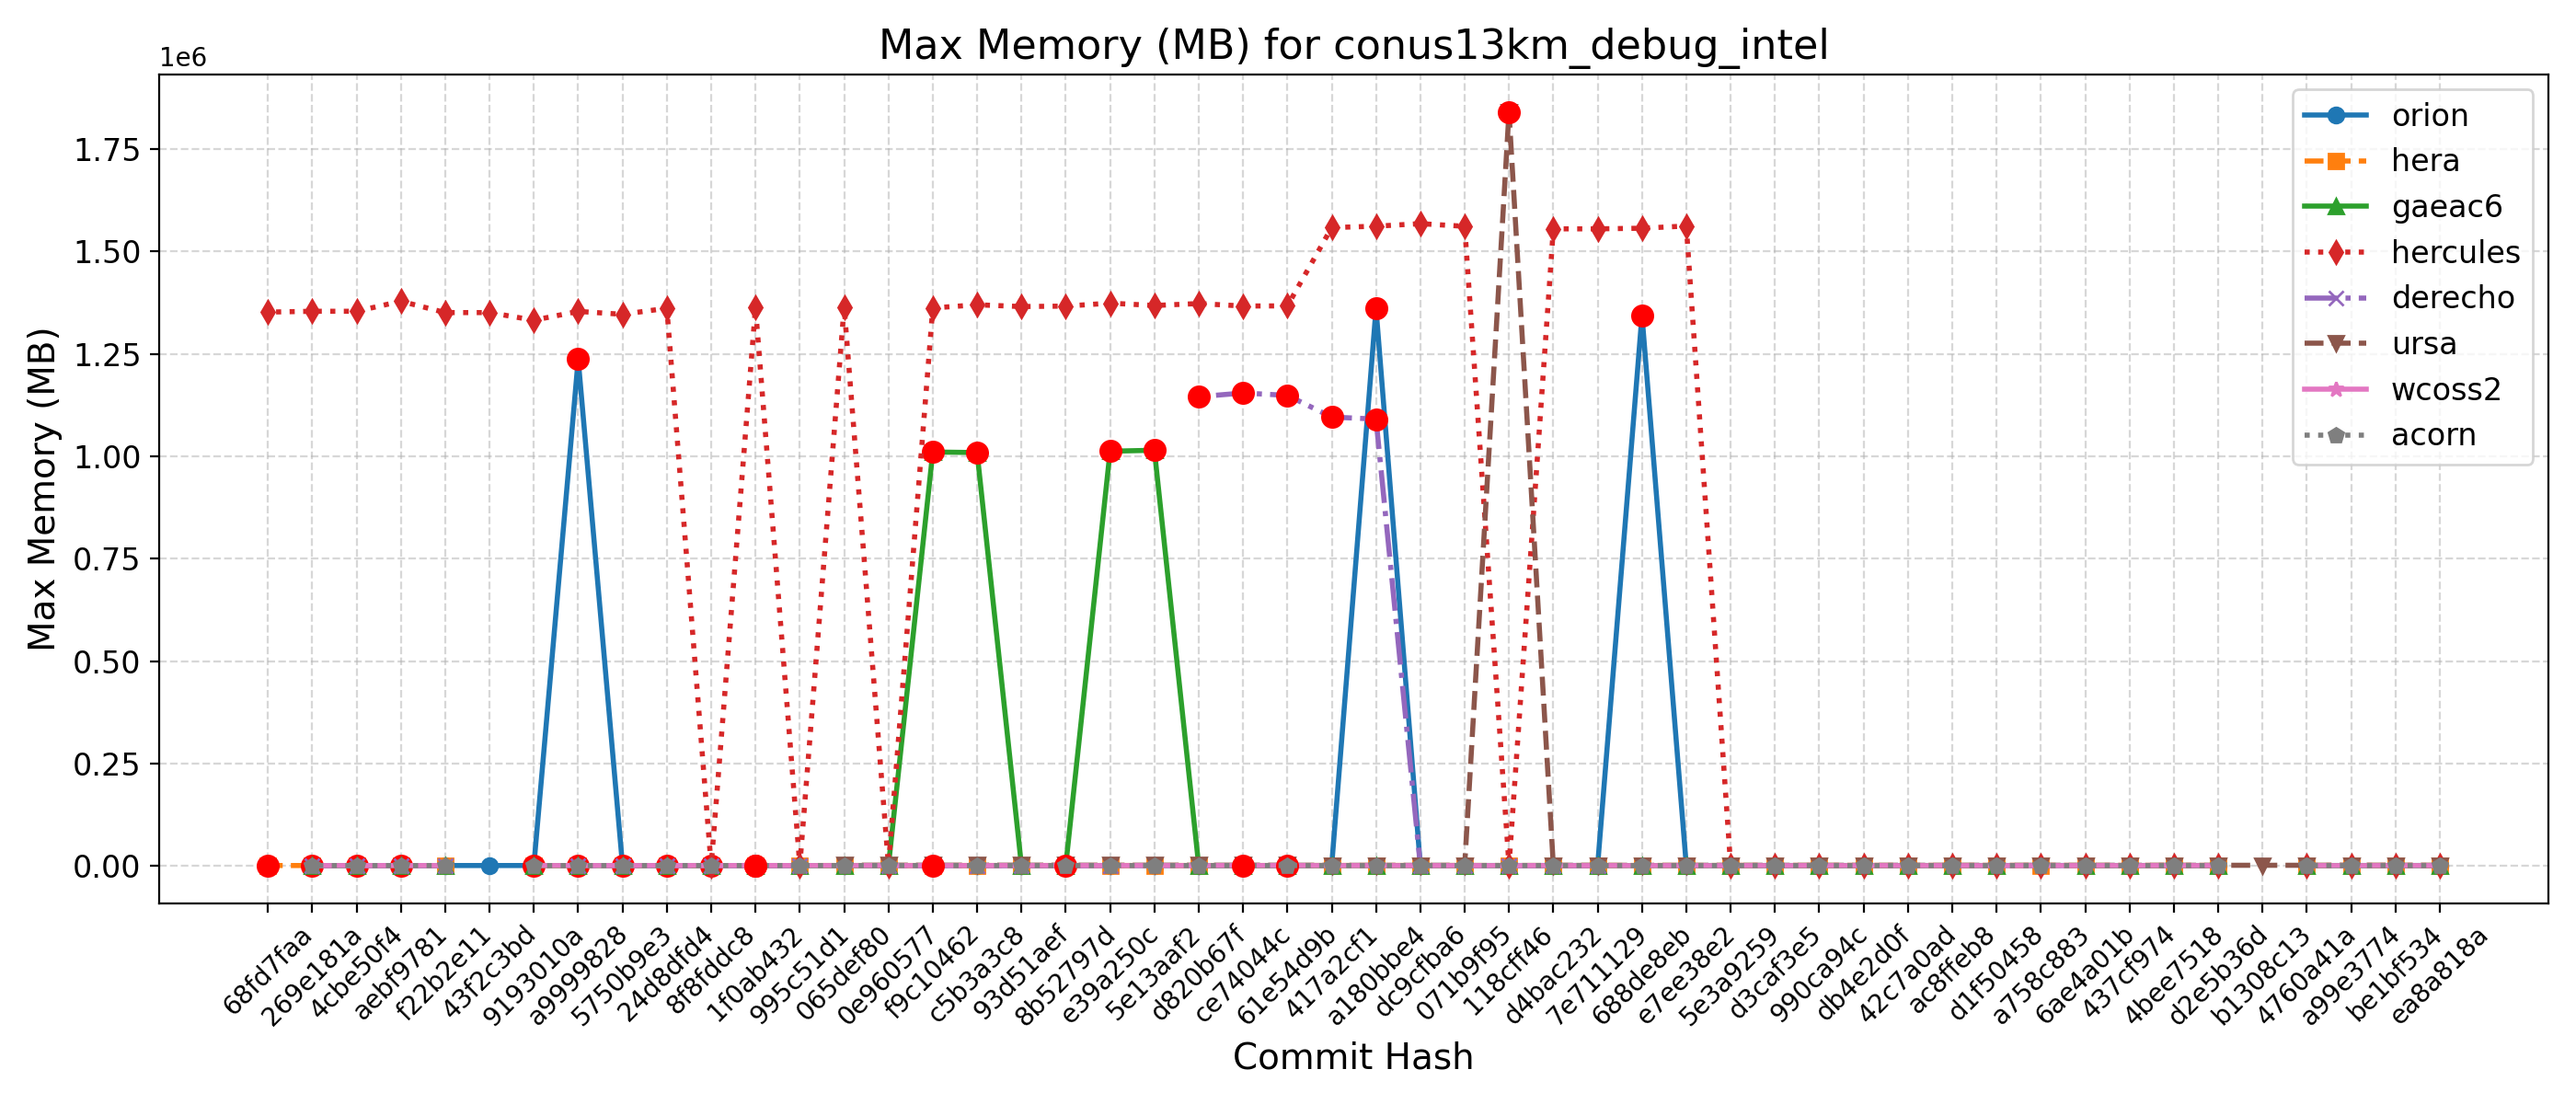 Max Memory (MB) for conus13km_debug_intel
1e6
1.75
1.50
1.25
1.00
0.75
0.50
0.25
0.00
Max Memory (MB)
orion
hera
gaeac6
hercules
derecho
ursa
wcoss2
acorn
68fd7faa
269e181a
4cbe50f4
aebf9781
f22b2e11
43f2c3bd
9193010a
a9999828
5750b9e3
24d8dfd4
8f8fddc8
1f0ab432
995c51d1
065def80
0e960577
f9c10462
c5b3a3c8
93d51aef
8b52797d
e39a250c
5e13aaf2
d820b67f
ce74044c
61e54d9b
417a2cf1
a180bbe4
dc9cfba6
071b9f95
118cff46
d4bac232
7e711129
688de8eb
e7ee38e2
5e3a9259
d3caf3e5
990ca94c
db4e2d0f
42c7a0ad
ac8ffeb8
d1f50458
a758c883
6ae4a01b
437cf974
4bee7518
d2e5b36d
b1308c13
4760a41a
a99e3774
be1bf534
ea8a818a
Commit Hash